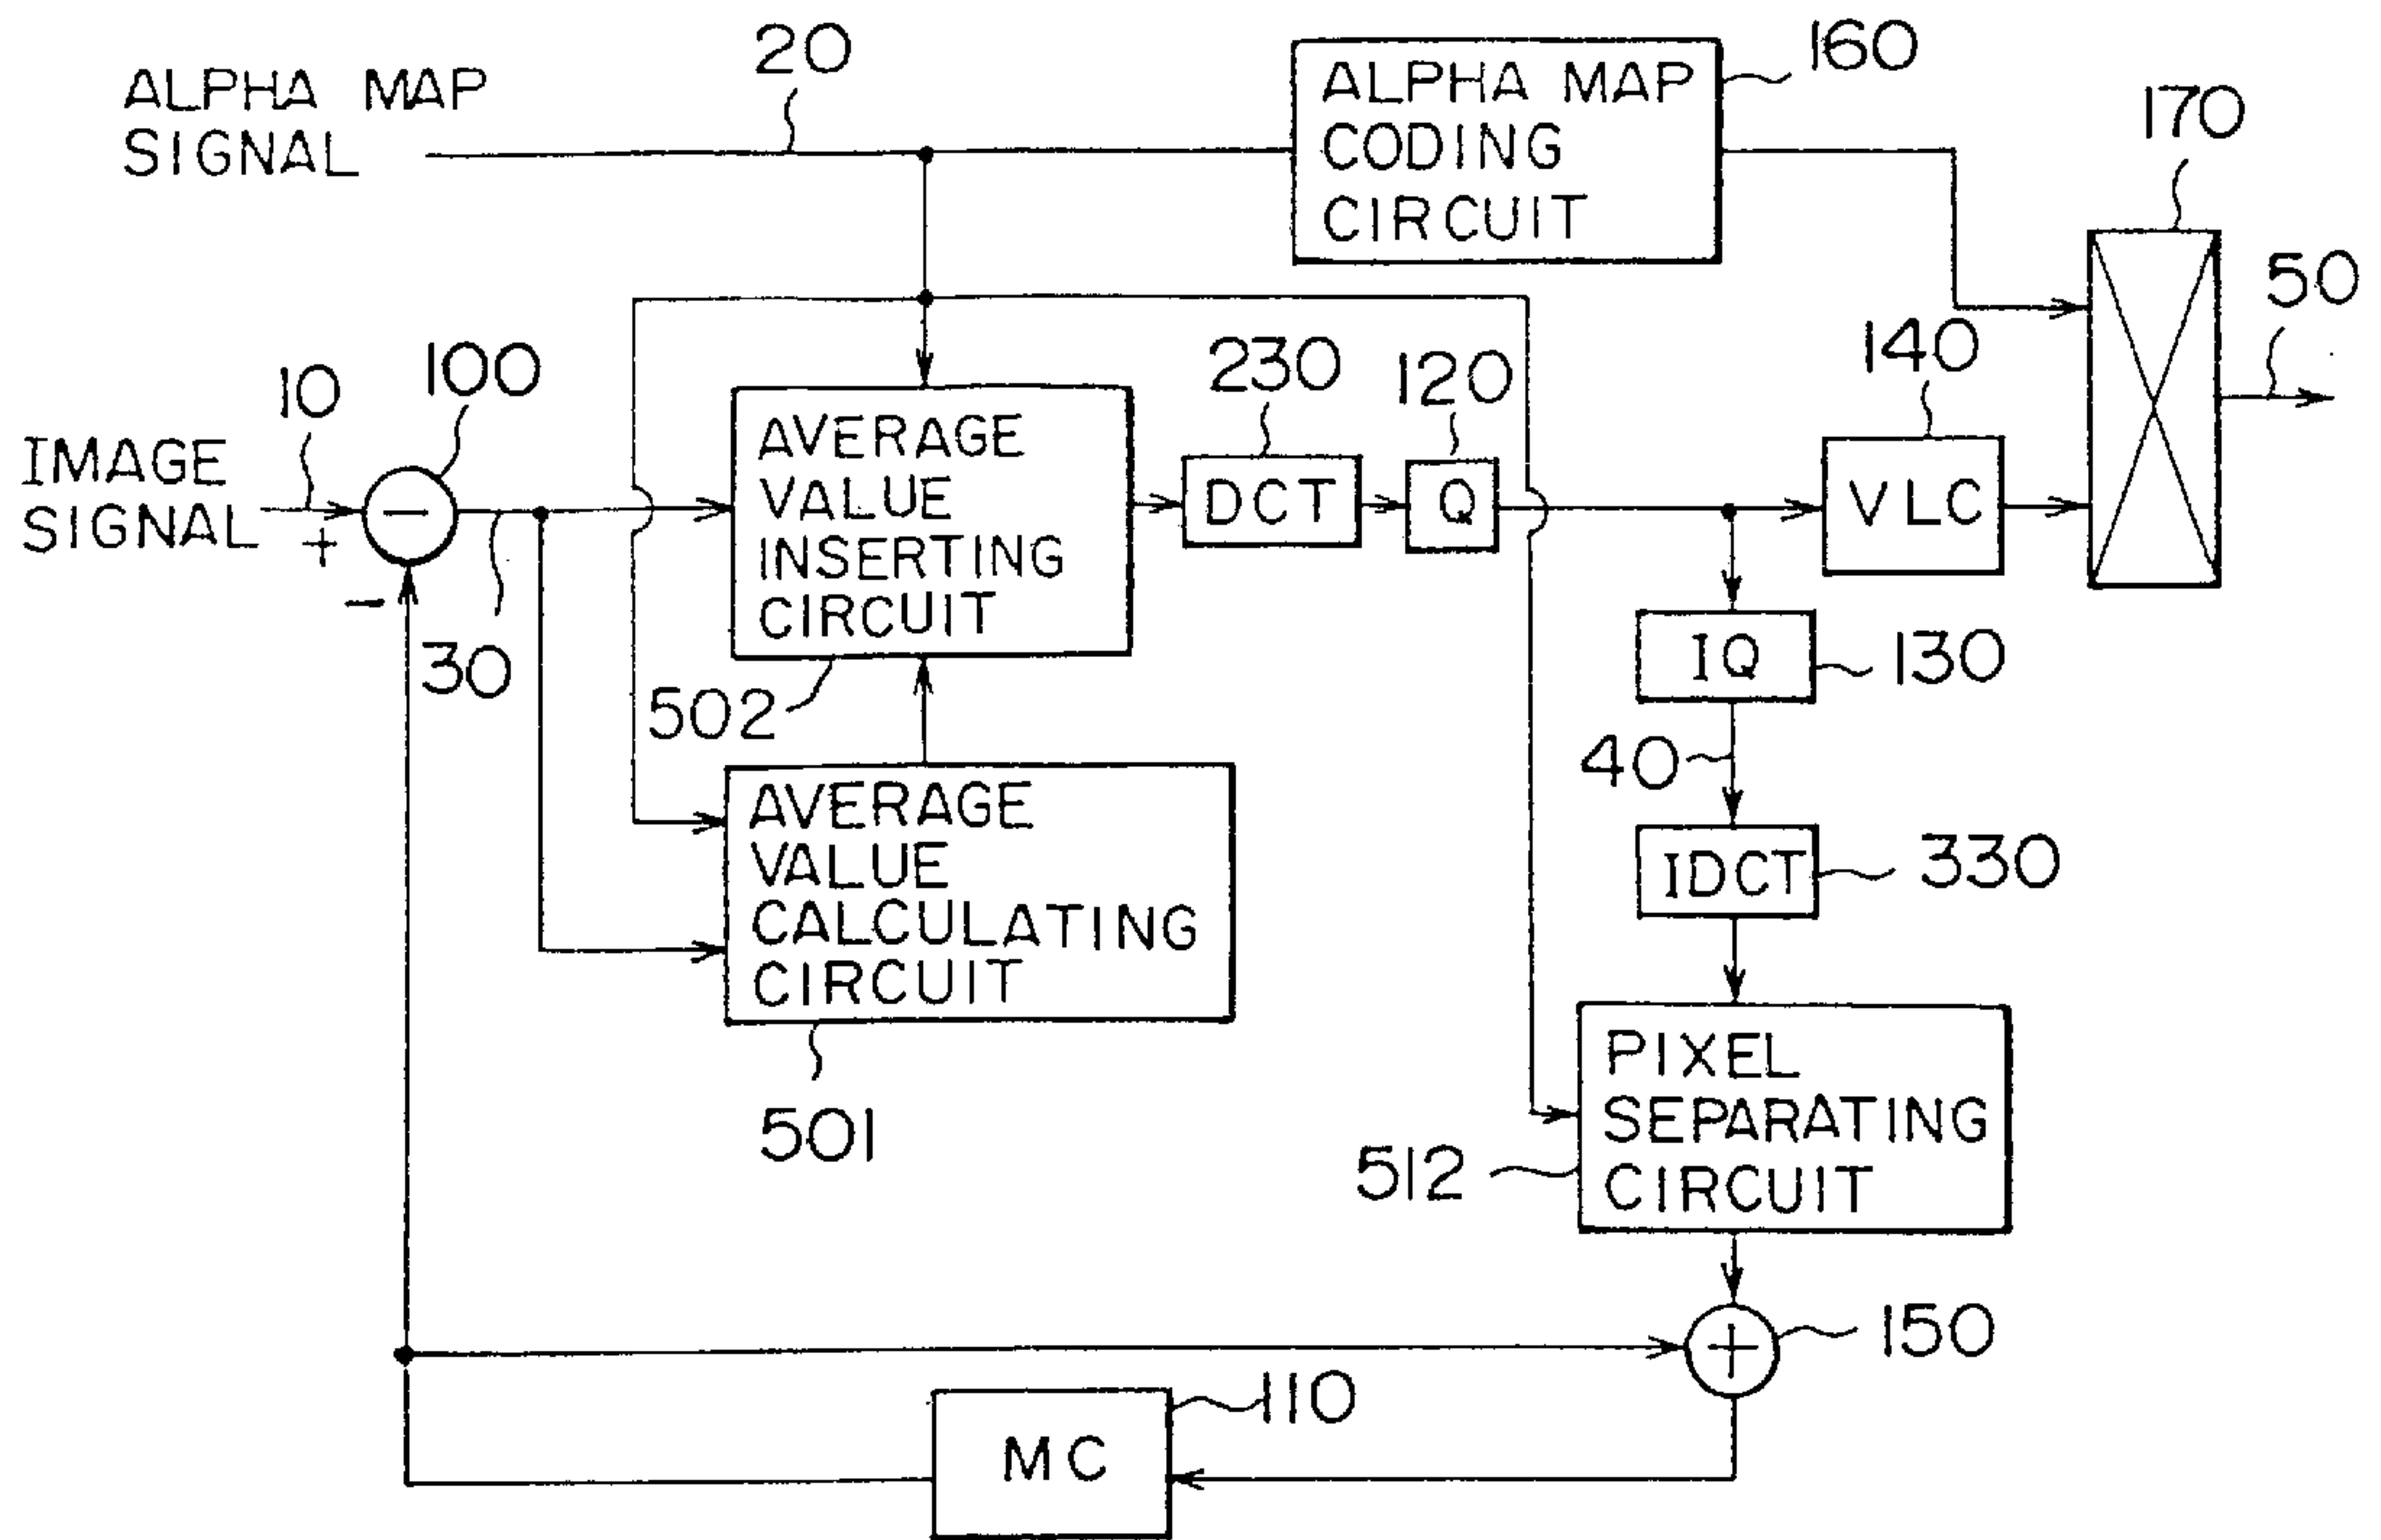 20
160
ALPHA MAP
SIGNAL
ALPHA MAP
CODING
CIRCUIT
170
50
10
100
230
120
140
IMAGE
SIGNAL
+
−
−
30
AVERAGE
VALUE
INSERTING
CIRCUIT
502
DCT
Q
VLC
IQ
130
40
AVERAGE
VALUE
CALCULATING
CIRCUIT
501
IDCT
330
PIXEL
SEPARATING
CIRCUIT
512
+
150
110
MC